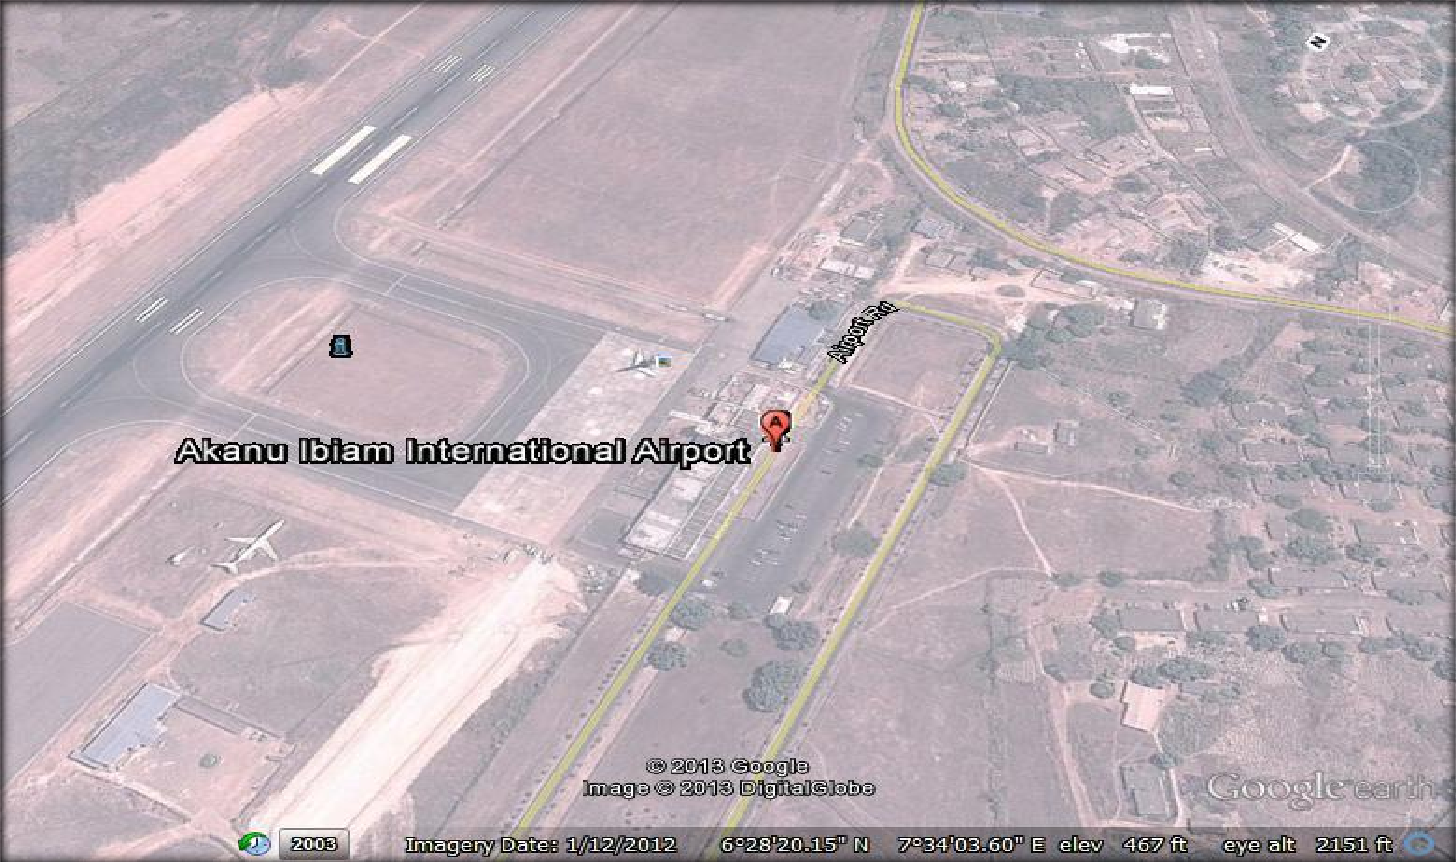 N
Airport Rd
A
Akanu Ibiam International Airport
© 2013 Google
Image © 2013 DigitalGlobe
Google earth
2003
Imagery Date: 1/12/2012 6°28'20.15" N 7°34'03.60" E elev 467 ft eye alt 2151 ft